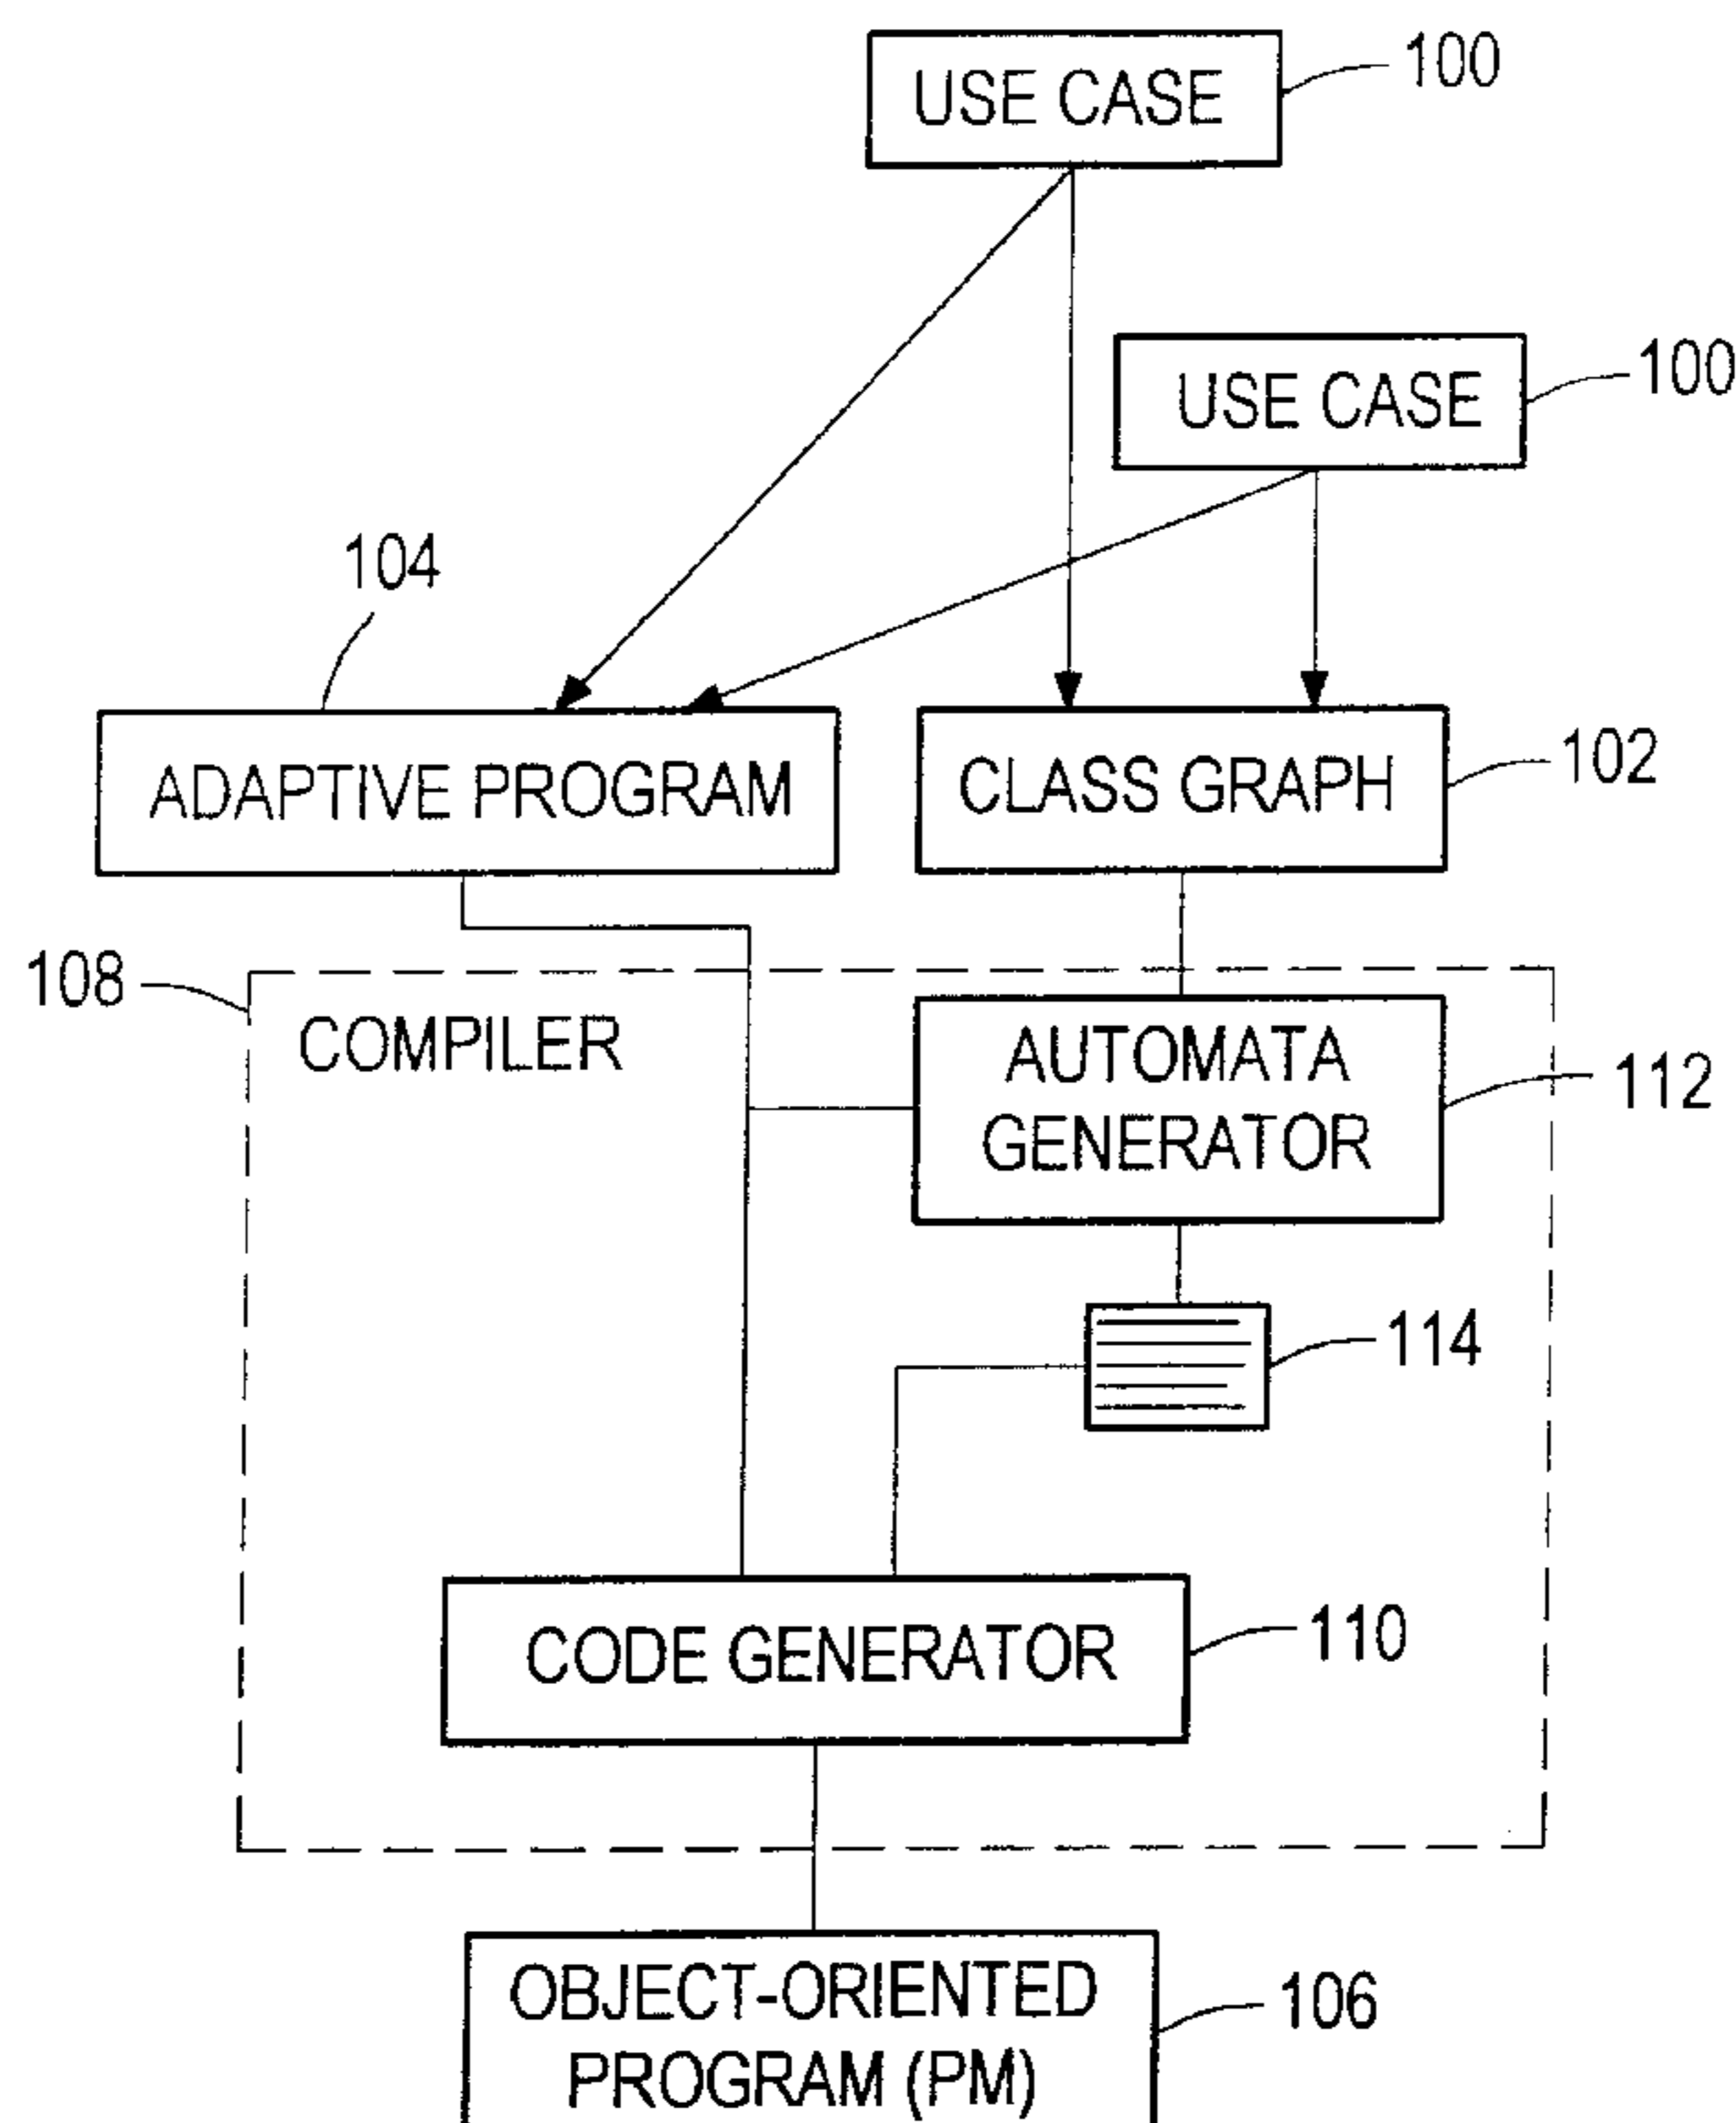 USE CASE
100
USE CASE
100
104
ADAPTIVE PROGRAM
CLASS GRAPH
102
108
COMPILER
AUTOMATA
GENERATOR
112
114
CODE GENERATOR
110
OBJECT-ORIENTED
PROGRAM (PM)
106